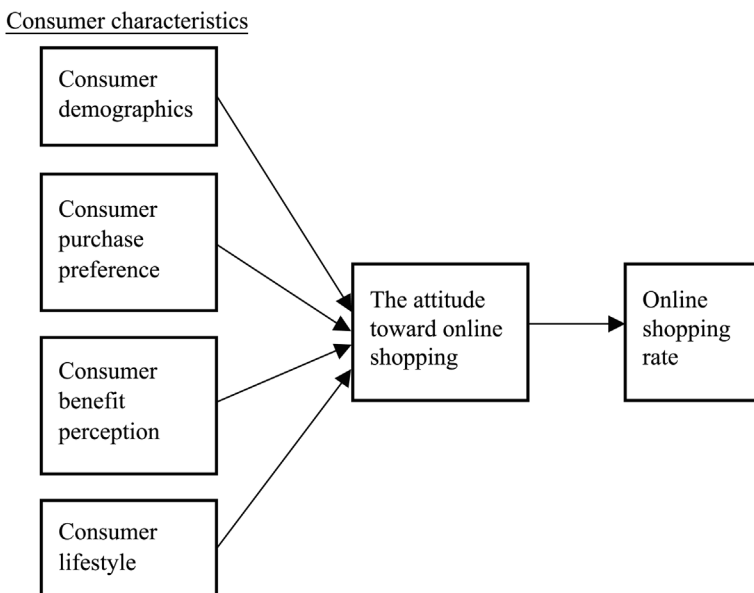 Consumer characteristics
Consumer
demographics
Consumer
purchase
preference
Consumer
benefit
perception
Consumer
lifestyle
The attitude
toward online
shopping
Online
shopping
rate